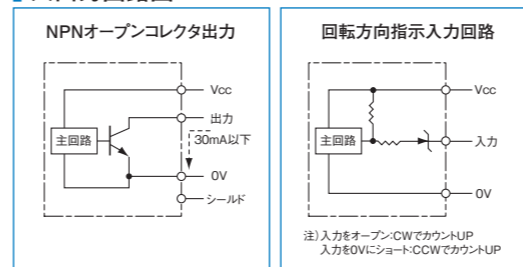 NPNオープンコレクタ出力
Vcc
出力
主回路
30mA以下
0V
シールド
回転方向指示入力回路
Vcc
主回路
入力
0V
注)入力をオープン:CWでカウントUP
入力を0Vにショート:CCWでカウントUP